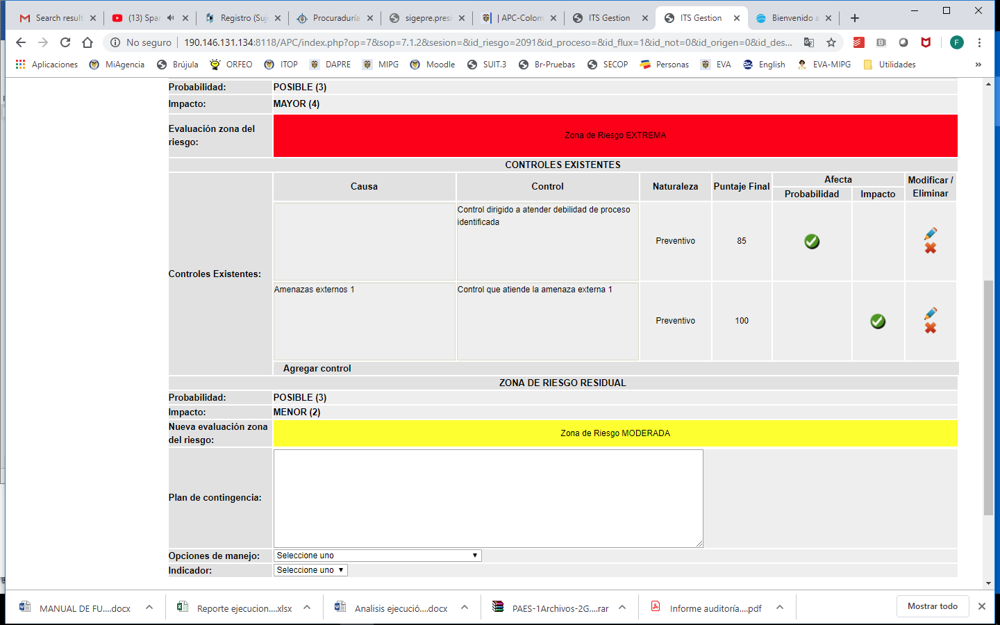 Search result
(13) Spar
Registro (Suj
Procuraduría
sigepre.presi
| APC-Colom
ITS Gestion
ITS Gestion
Bienvenido a
No seguro
190.146.131.134:8118/APC/index.php?op=7&sop=7.1.2&sesion=&id_riesgo=2091&id_proceso=&id_flux=1&id_not=0&id_origen=0&id_des...
F
Aplicaciones
MiAgencia
Brújula
ORFEO
ITOP
DAPRE
MIPG
Moodle
SUIT.3
Br-Pruebas
SECOP
Personas
EVA
English
EVA-MIPG
Utilidades
»
Probabilidad: POSIBLE (3)
Impacto: MAYOR (4)
Evaluación zona del
riesgo:
Zona de Riesgo EXTREMA
CONTROLES EXISTENTES
Controles Existentes:
Causa
Control
Naturaleza
Puntaje Final
Afecta
Probabilidad
Impacto
Modificar /
Eliminar
Control dirigido a atender debilidad de proceso
identificada
Preventivo
85
Amenazas externos 1
Control que atiende la amenaza externa 1
Preventivo
100
Agregar control
ZONA DE RIESGO RESIDUAL
Probabilidad: POSIBLE (3)
Impacto: MENOR (2)
Nueva evaluación zona
del riesgo:
Zona de Riesgo MODERADA
Plan de contingencia:
Opciones de manejo: Seleccione uno
Indicador: Seleccione uno
MANUAL DE FU....docx
Reporte ejecucion....xlsx
Analisis ejecució....docx
PAES-1Archivos-2G....rar
Informe auditoría....pdf
Mostrar todo